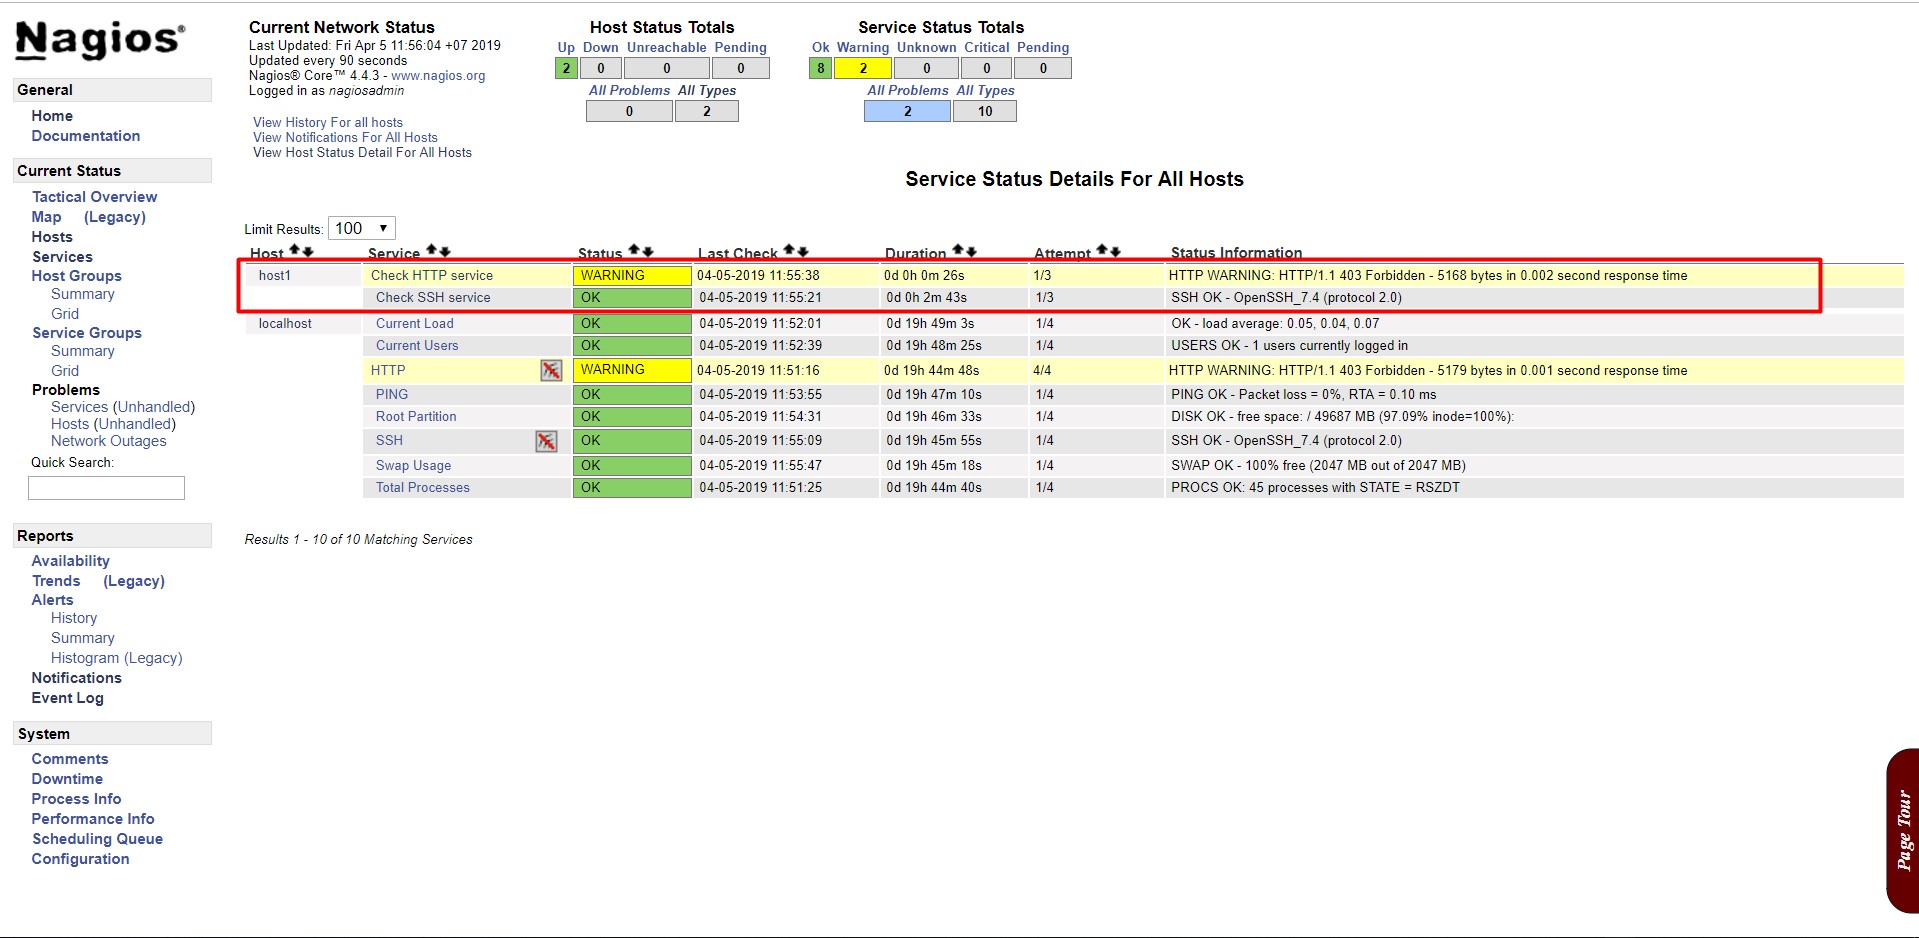 Nagios®
General
Home
Documentation
Current Status
Tactical Overview
Map (Legacy)
Hosts
Services
Host Groups
Summary
Grid
Service Groups
Summary
Grid
Problems
Services (Unhandled)
Hosts (Unhandled)
Network Outages
Quick Search:
Reports
Availability
Trends (Legacy)
Alerts
History
Summary
Histogram (Legacy)
Notifications
Event Log
System
Comments
Downtime
Process Info
Performance Info
Scheduling Queue
Configuration
Current Network Status
Last Updated: Fri Apr 5 11:56:04 +07 2019
Updated every 90 seconds
Nagios® Core™ 4.4.3 - www.nagios.org
Logged in as nagiosadmin
View History For all hosts
View Notifications For All Hosts
View Host Status Detail For All Hosts
Host Status Totals
Up Down Unreachable Pending
2 0 0 0
All Problems All Types
0 2
Service Status Totals
Ok Warning Unknown Critical Pending
8 2 0 0 0
All Problems All Types
2 10
Service Status Details For All Hosts
Limit Results: 100
Host Service Status Last Check Duration Attempt Status Information
host1 Check HTTP service WARNING 04-05-2019 11:55:38 0d 0h 0m 26s 1/3 HTTP WARNING: HTTP/1.1 403 Forbidden - 5168 bytes in 0.002 second response time
Check SSH service OK 04-05-2019 11:55:21 0d 0h 2m 43s 1/3 SSH OK - OpenSSH_7.4 (protocol 2.0)
localhost Current Load OK 04-05-2019 11:52:01 0d 19h 49m 3s 1/4 OK - load average: 0.05, 0.04, 0.07
Current Users OK 04-05-2019 11:52:39 0d 19h 48m 25s 1/4 USERS OK - 1 users currently logged in
HTTP WARNING 04-05-2019 11:51:16 0d 19h 44m 48s 4/4 HTTP WARNING: HTTP/1.1 403 Forbidden - 5179 bytes in 0.001 second response time
PING OK 04-05-2019 11:53:55 0d 19h 47m 10s 1/4 PING OK - Packet loss = 0%, RTA = 0.10 ms
Root Partition OK 04-05-2019 11:54:31 0d 19h 46m 33s 1/4 DISK OK - free space: / 49687 MB (97.09% inode=100%):
SSH OK 04-05-2019 11:55:09 0d 19h 45m 55s 1/4 SSH OK - OpenSSH_7.4 (protocol 2.0)
Swap Usage OK 04-05-2019 11:55:47 0d 19h 45m 18s 1/4 SWAP OK - 100% free (2047 MB out of 2047 MB)
Total Processes OK 04-05-2019 11:51:25 0d 19h 44m 40s 1/4 PROCS OK: 45 processes with STATE = RSZDT
Results 1 - 10 of 10 Matching Services
Page Tour